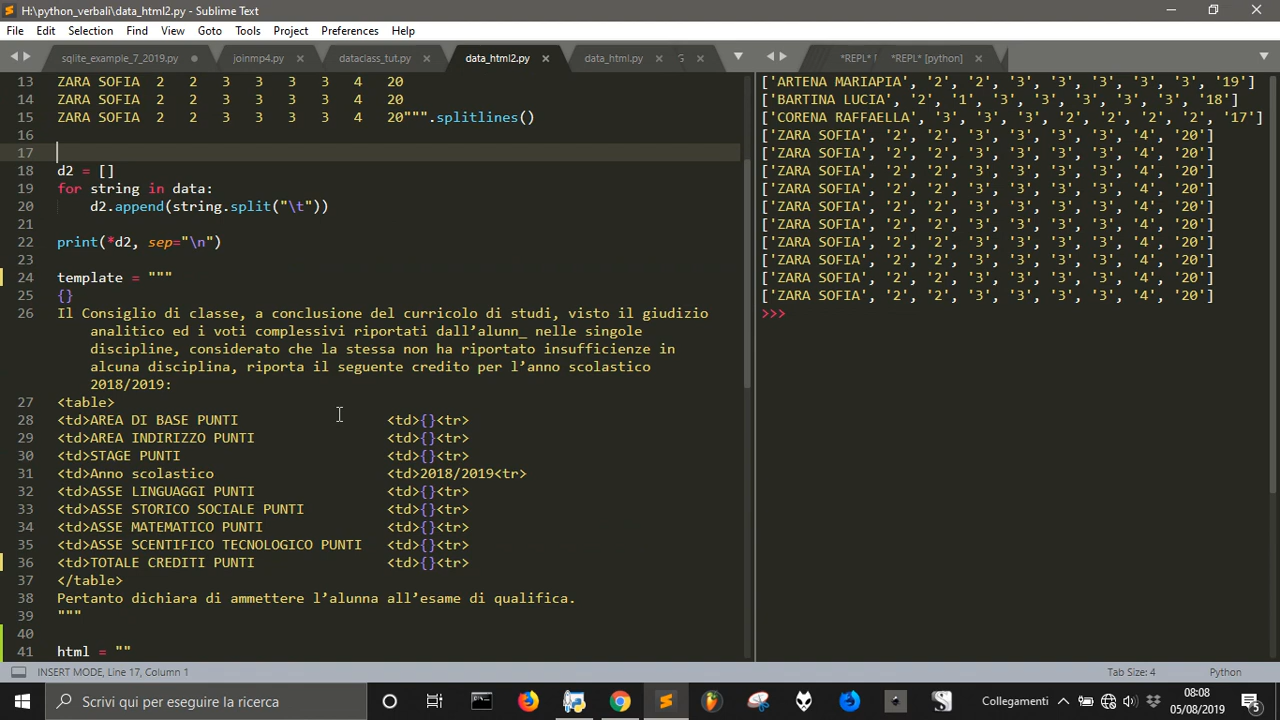 H:\python_verbali\data_html2.py - Sublime Text
File Edit Selection Find View Goto Tools Project Preferences Help
sqlite_example_7_2019.py joinmp4.py dataclass_tut.py data_html2.py data_html.py *REPL* *REPL* [python]
13 ZARA SOFIA 2 2 3 3 3 3 4 20
14 ZARA SOFIA 2 2 3 3 3 3 4 20
15 ZARA SOFIA 2 2 3 3 3 3 4 20""".splitlines()
16
17
18 d2 = []
19 for string in data:
20 d2.append(string.split("\t"))
21
22 print(*d2, sep="\n")
23
24 template = """
25 {}
26 Il Consiglio di classe, a conclusione del curricolo di studi, visto il giudizio
analitico ed i voti complessivi riportati dall’alunn_ nelle singole
discipline, considerato che la stessa non ha riportato insufficienze in
alcuna disciplina, riporta il seguente credito per l’anno scolastico
2018/2019:
27 <table>
28 <td>AREA DI BASE PUNTI <td>{}<tr>
29 <td>AREA INDIRIZZO PUNTI <td>{}<tr>
30 <td>STAGE PUNTI <td>{}<tr>
31 <td>Anno scolastico <td>2018/2019<tr>
32 <td>ASSE LINGUAGGI PUNTI <td>{}<tr>
33 <td>ASSE STORICO SOCIALE PUNTI <td>{}<tr>
34 <td>ASSE MATEMATICO PUNTI <td>{}<tr>
35 <td>ASSE SCENTIFICO TECNOLOGICO PUNTI <td>{}<tr>
36 <td>TOTALE CREDITI PUNTI <td>{}<tr>
37 </table>
38 Pertanto dichiara di ammettere l’alunna all’esame di qualifica.
39 """
40
41 html = ""
['ARTENA MARIAPIA', '2', '2', '3', '3', '3', '3', '3', '19']
['BARTINA LUCIA', '2', '1', '3', '3', '3', '3', '3', '18']
['CORENA RAFFAELLA', '3', '3', '3', '2', '2', '2', '2', '17']
['ZARA SOFIA', '2', '2', '3', '3', '3', '3', '4', '20']
['ZARA SOFIA', '2', '2', '3', '3', '3', '3', '4', '20']
['ZARA SOFIA', '2', '2', '3', '3', '3', '3', '4', '20']
['ZARA SOFIA', '2', '2', '3', '3', '3', '3', '4', '20']
['ZARA SOFIA', '2', '2', '3', '3', '3', '3', '4', '20']
['ZARA SOFIA', '2', '2', '3', '3', '3', '3', '4', '20']
['ZARA SOFIA', '2', '2', '3', '3', '3', '3', '4', '20']
['ZARA SOFIA', '2', '2', '3', '3', '3', '3', '4', '20']
['ZARA SOFIA', '2', '2', '3', '3', '3', '3', '4', '20']
['ZARA SOFIA', '2', '2', '3', '3', '3', '3', '4', '20']
>>>
INSERT MODE, Line 17, Column 1 Tab Size: 4 Python
Scrivi qui per eseguire la ricerca Collegamenti 08:08
05/08/2019 5